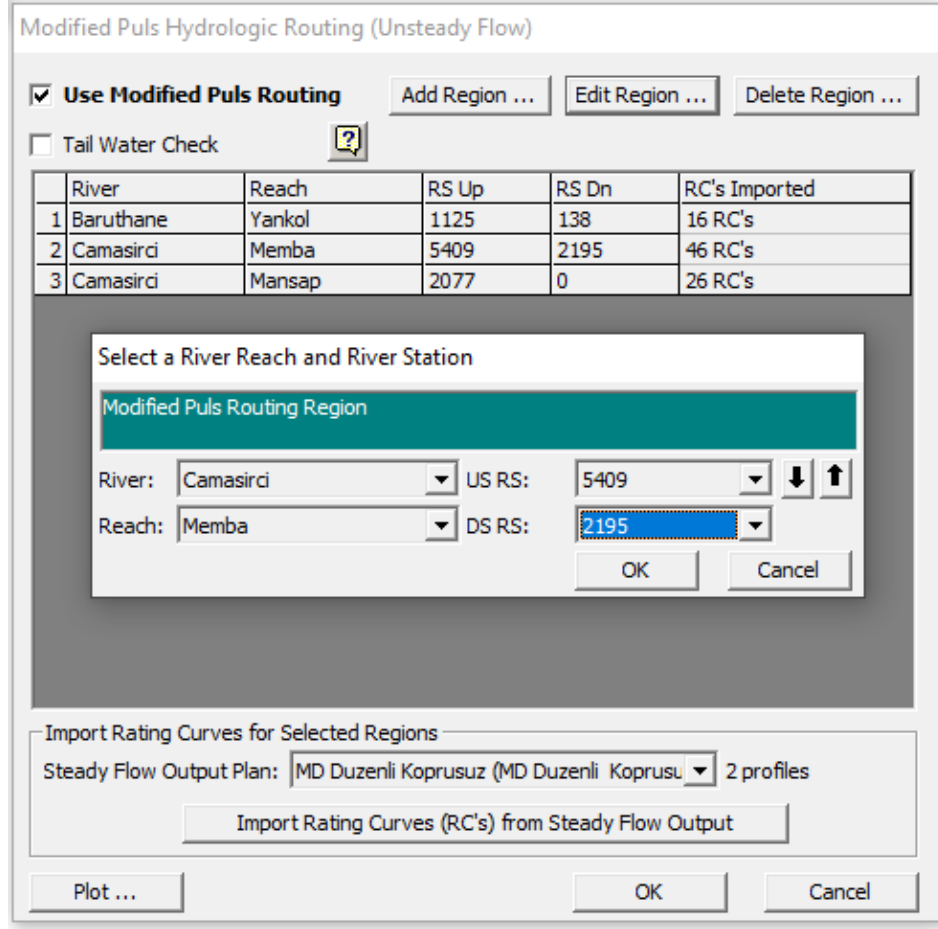 Modified Puls Hydrologic Routing (Unsteady Flow)
Use Modified Puls Routing Add Region ... Edit Region ... Delete Region ...
Tail Water Check ?
River Reach RS Up RS Dn RC's Imported
1 Baruthane Yankol 1125 138 16 RC's
2 Camasirci Memba 5409 2195 46 RC's
3 Camasirci Mansap 2077 0 26 RC's
Select a River Reach and River Station
Modified Puls Routing Region
River: Camasirci US RS: 5409
Reach: Memba DS RS: 2195
OK Cancel
Import Rating Curves for Selected Regions
Steady Flow Output Plan: MD Duzenli Koprusuz (MD Duzenli Koprusu 2 profiles
Import Rating Curves (RC's) from Steady Flow Output
Plot ... OK Cancel